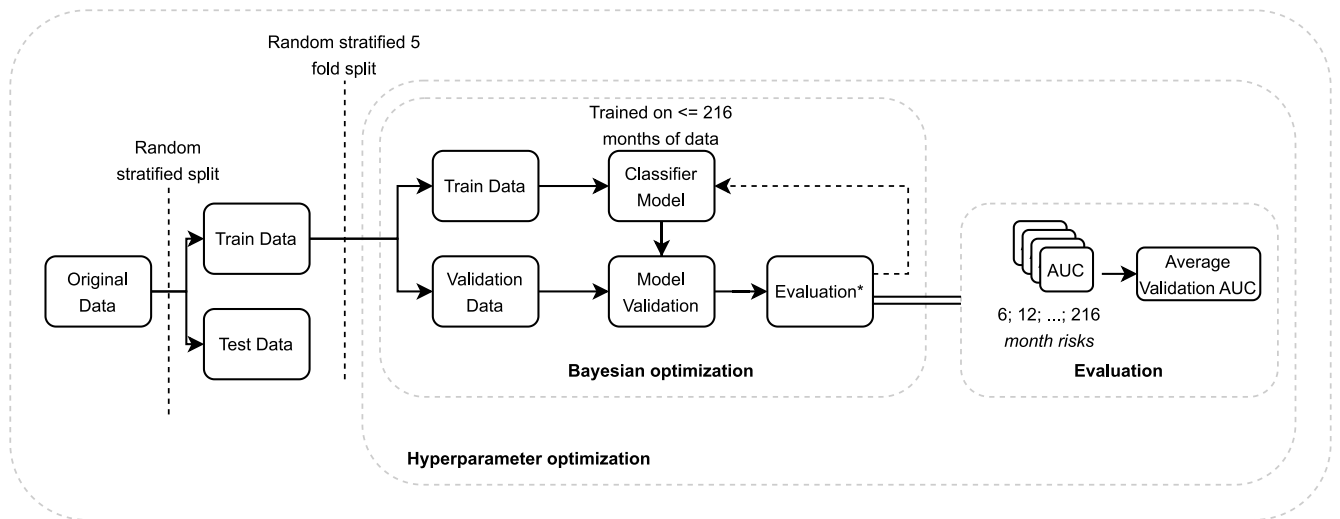 Random stratified 5
fold split
Random
stratified split
Original
Data
Train Data
Test Data
Trained on <= 216
months of data
Train Data
Classifier
Model
Validation
Data
Model
Validation
Evaluation*
Bayesian optimization
AUC
Average
Validation AUC
6; 12; ...; 216
month risks
Evaluation
Hyperparameter optimization